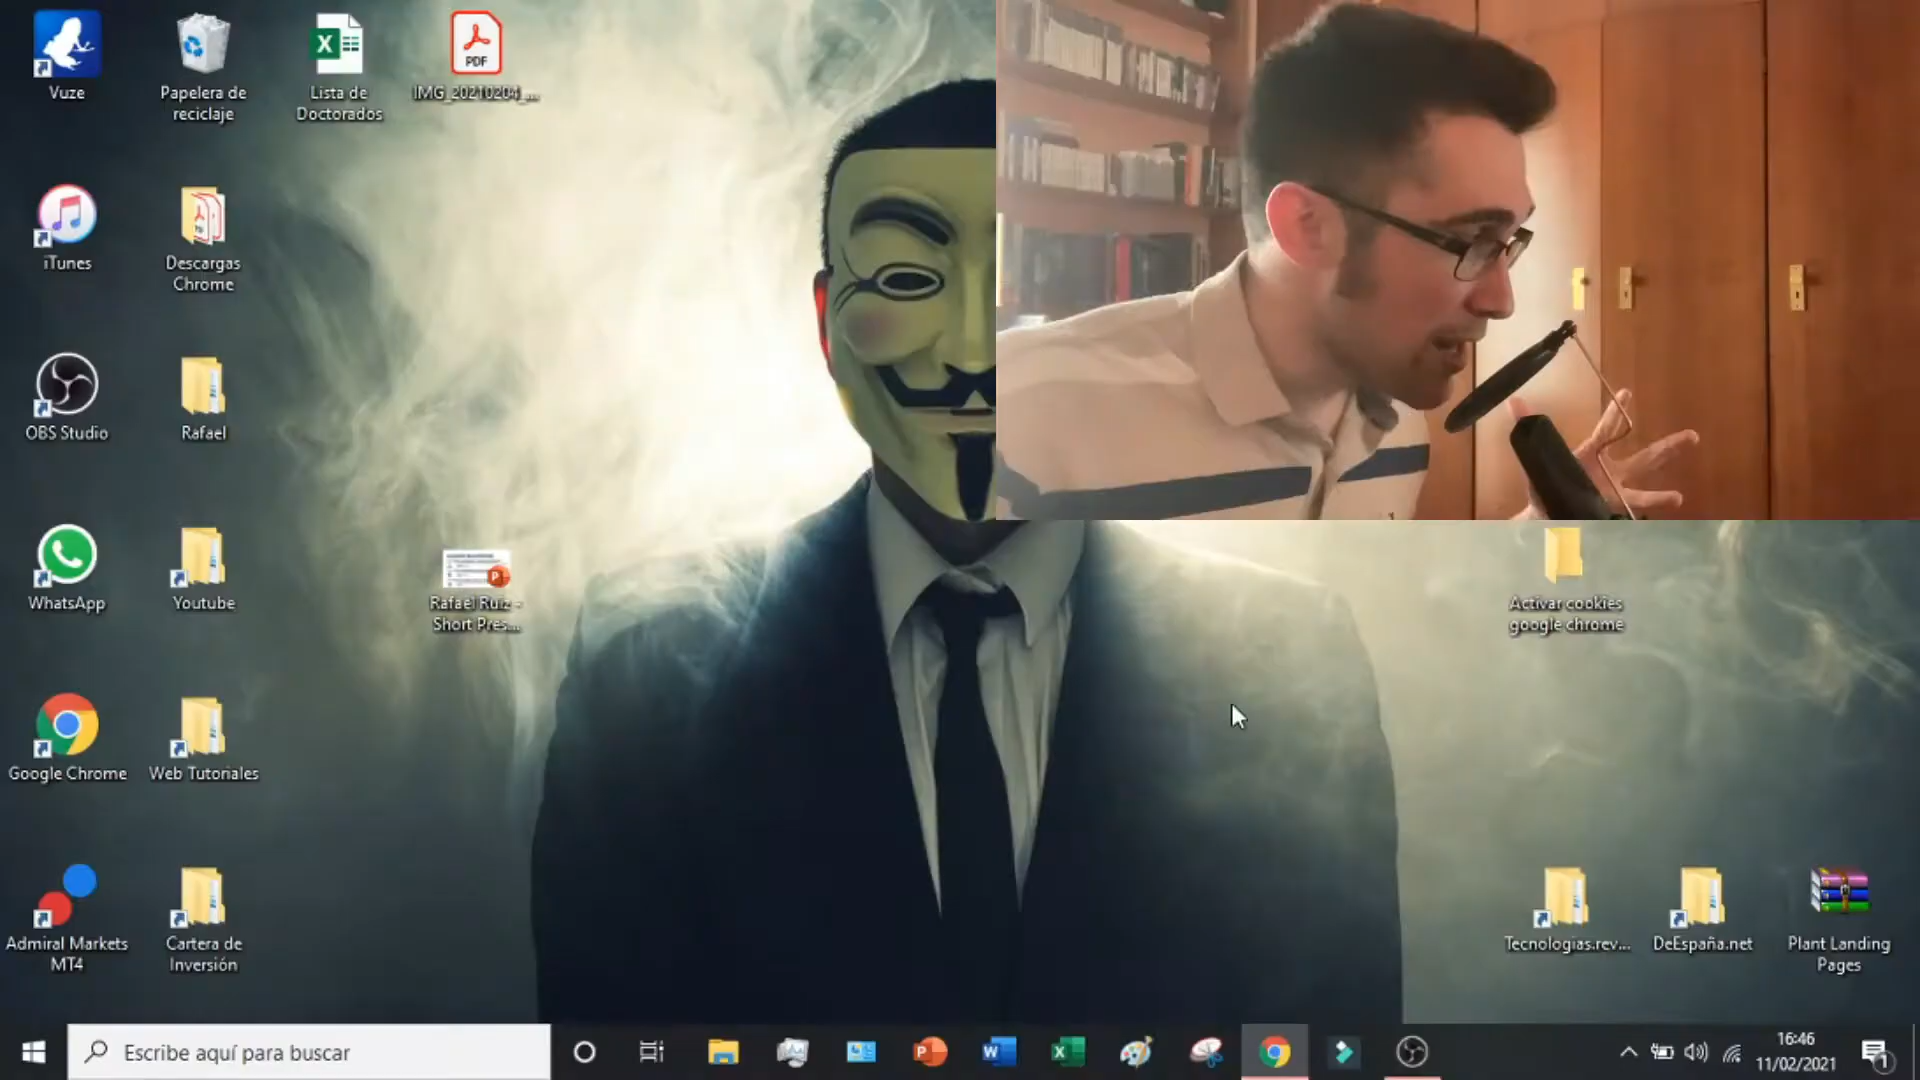 Vuze
Papelera de
reciclaje
Lista de
Doctorados
PDF
IMG_20210204_...
iTunes
Descargas
Chrome
OBS Studio
Rafael
WhatsApp
Youtube
Rafael Ruiz -
Short Pres...
Activar cookies
google chrome
Google Chrome
Web Tutoriales
Admiral Markets
MT4
Cartera de
Inversión
Tecnologias.rev...
DeEspaña.net
Plant Landing
Pages
Escribe aquí para buscar
16:46
11/02/2021
1